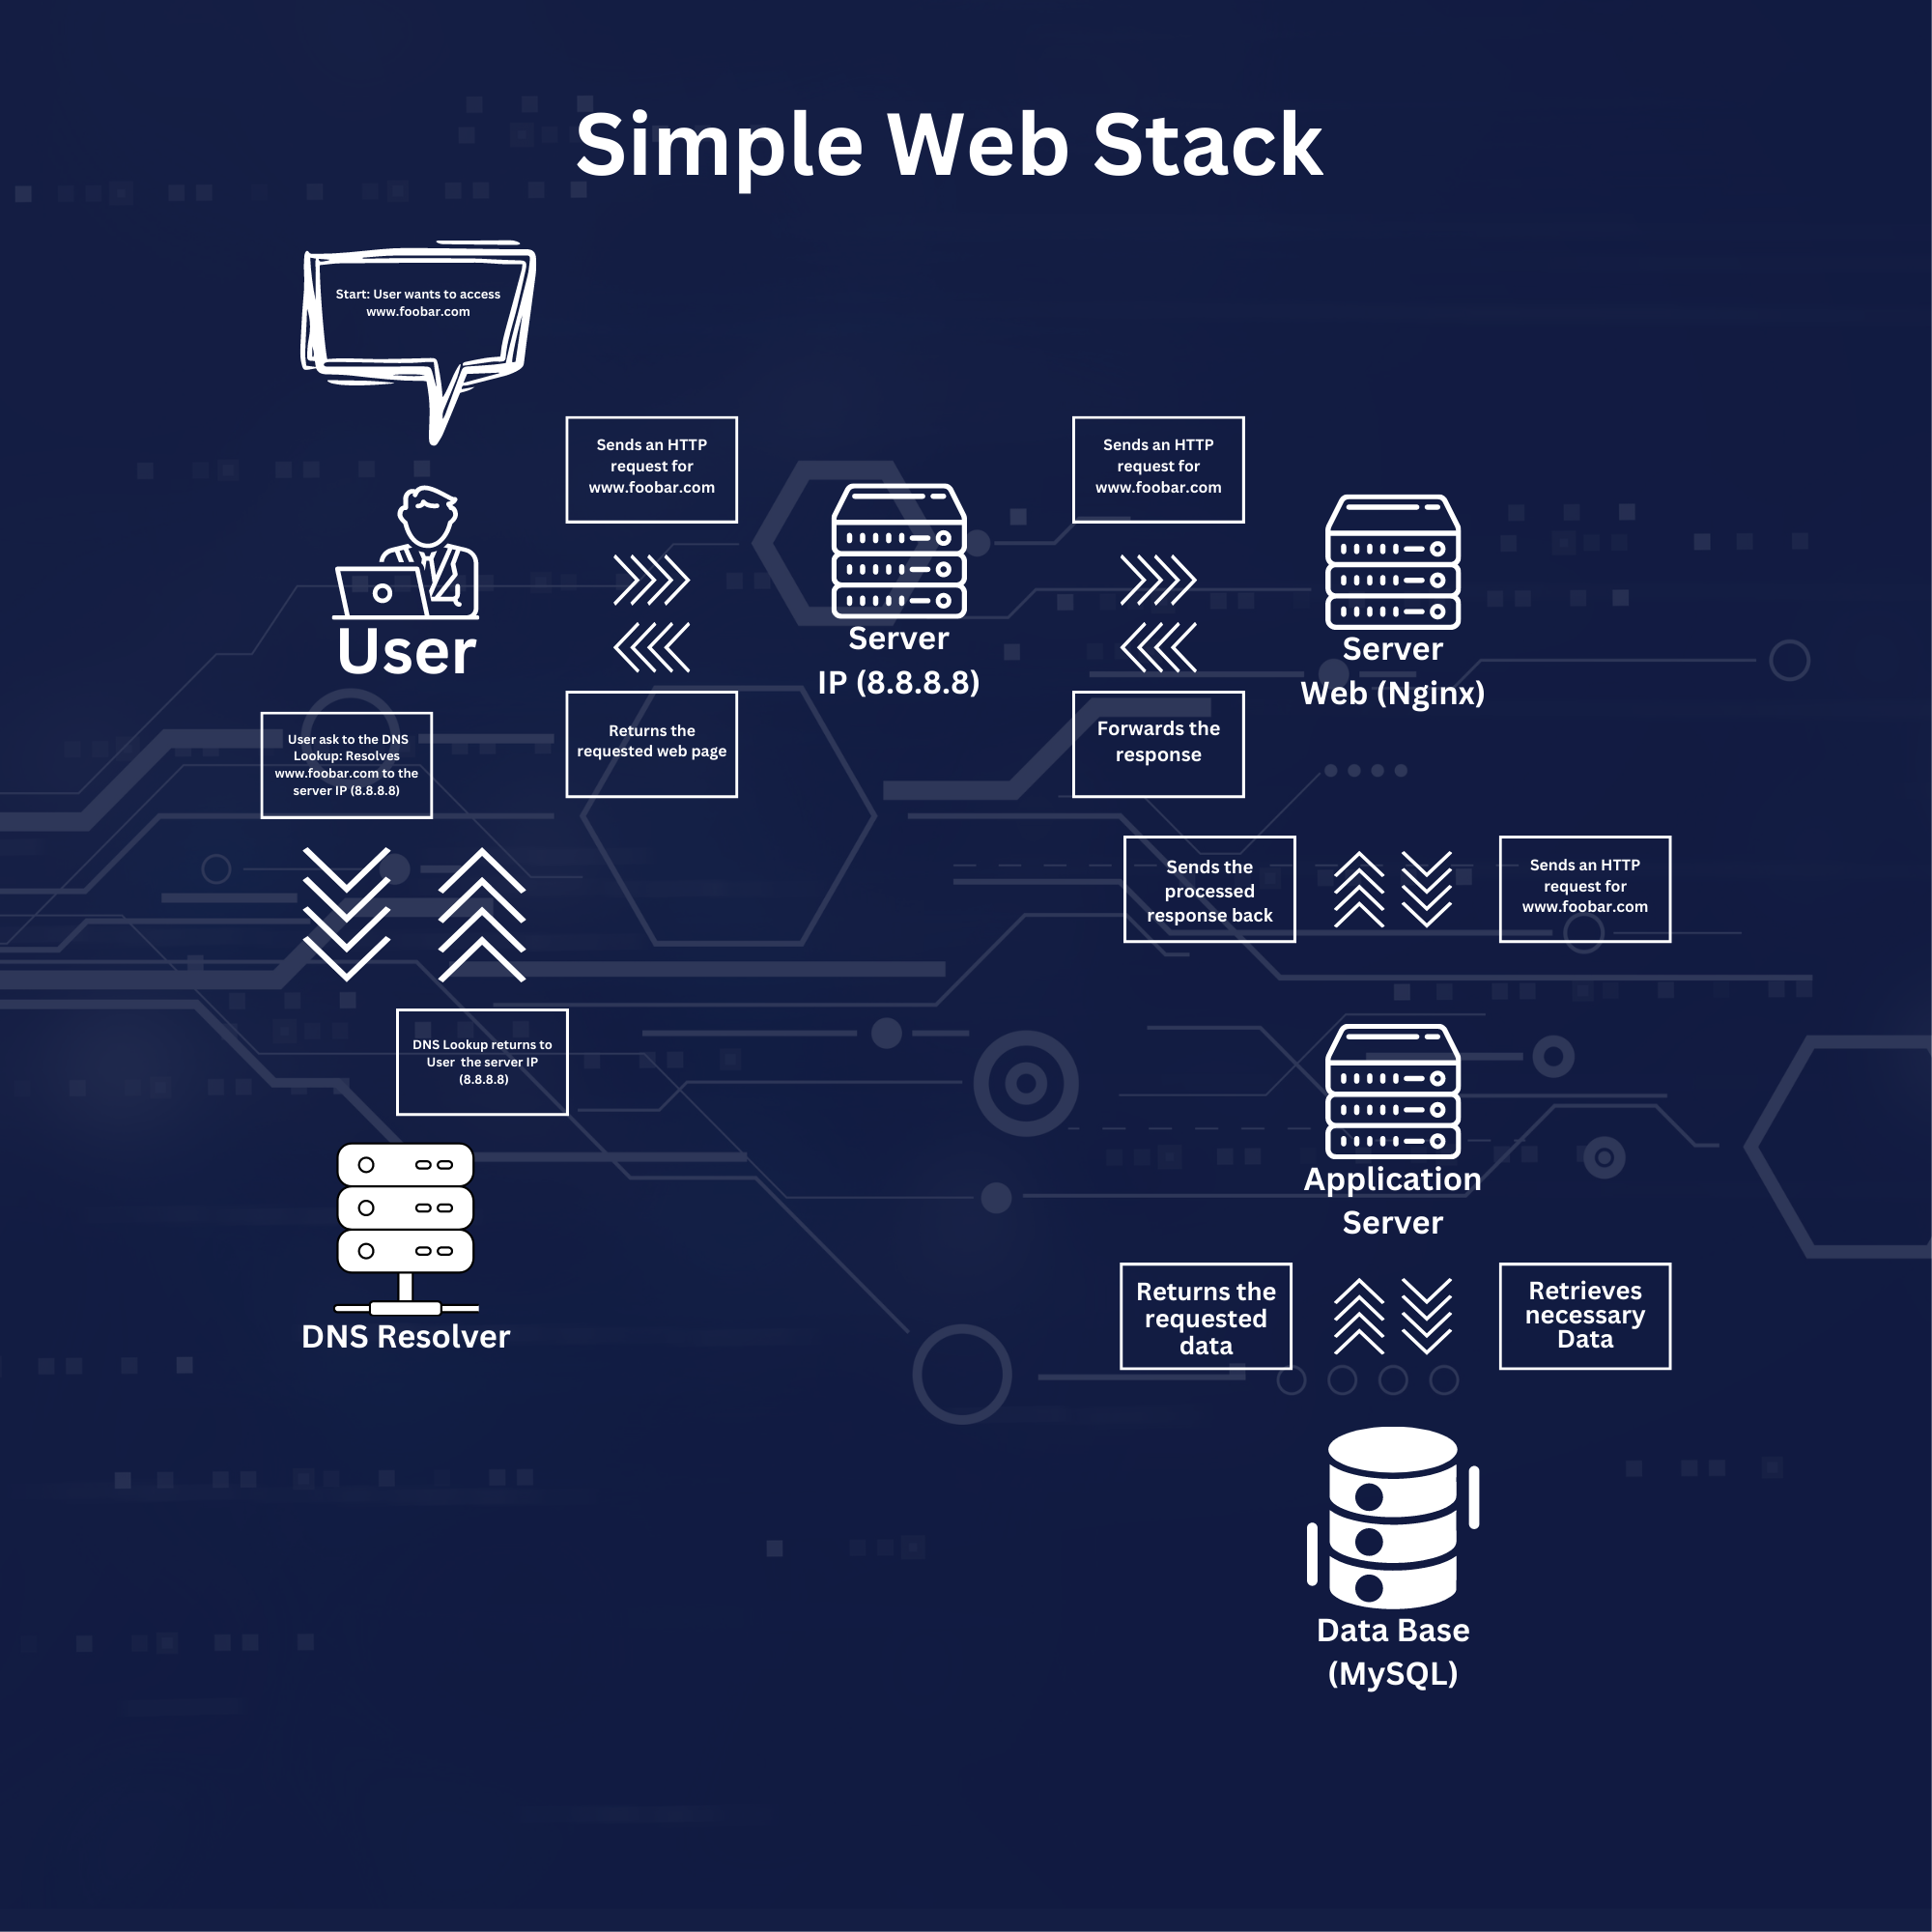 Simple Web Stack
Start: User wants to access
www.foobar.com
Sends an HTTP
request for
www.foobar.com
Sends an HTTP
request for
www.foobar.com
User
Server
IP (8.8.8.8)
Server
Web (Nginx)
Returns the
requested web page
Forwards the
response
User ask to the DNS
Lookup: Resolves
www.foobar.com to the
server IP (8.8.8.8)
Sends the
processed
response back
Sends an HTTP
request for
www.foobar.com
DNS Lookup returns to
User the server IP
(8.8.8.8)
DNS Resolver
Application
Server
Returns the
requested
data
Retrieves
necessary
Data
Data Base
(MySQL)